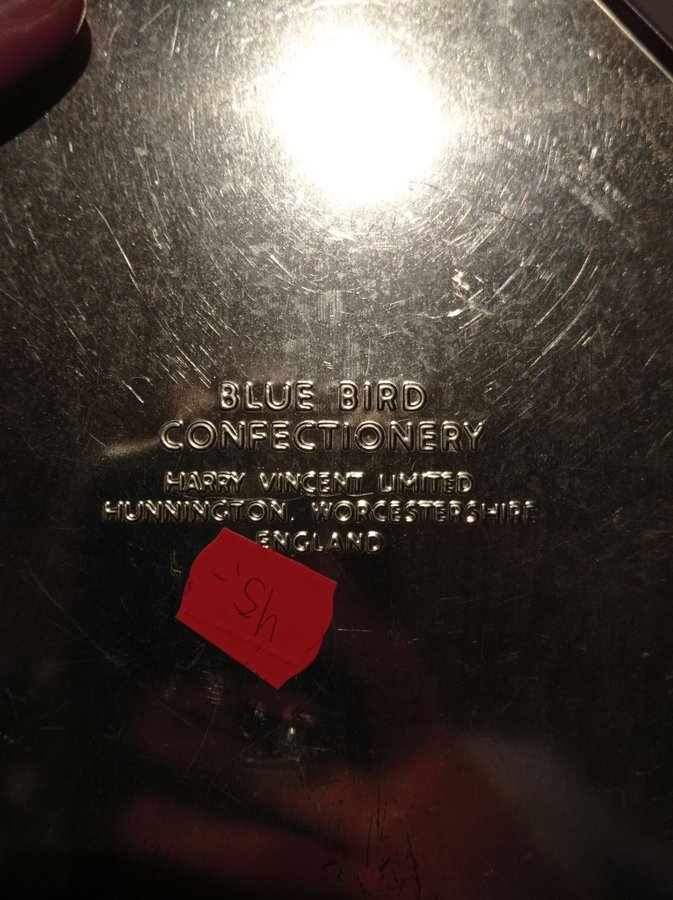 BLUE BIRD
CONFECTIONERY
HARRY VINCENT LIMITED
HUNNINGTON, WORCESTERSHIRE
ENGLAND
45,-